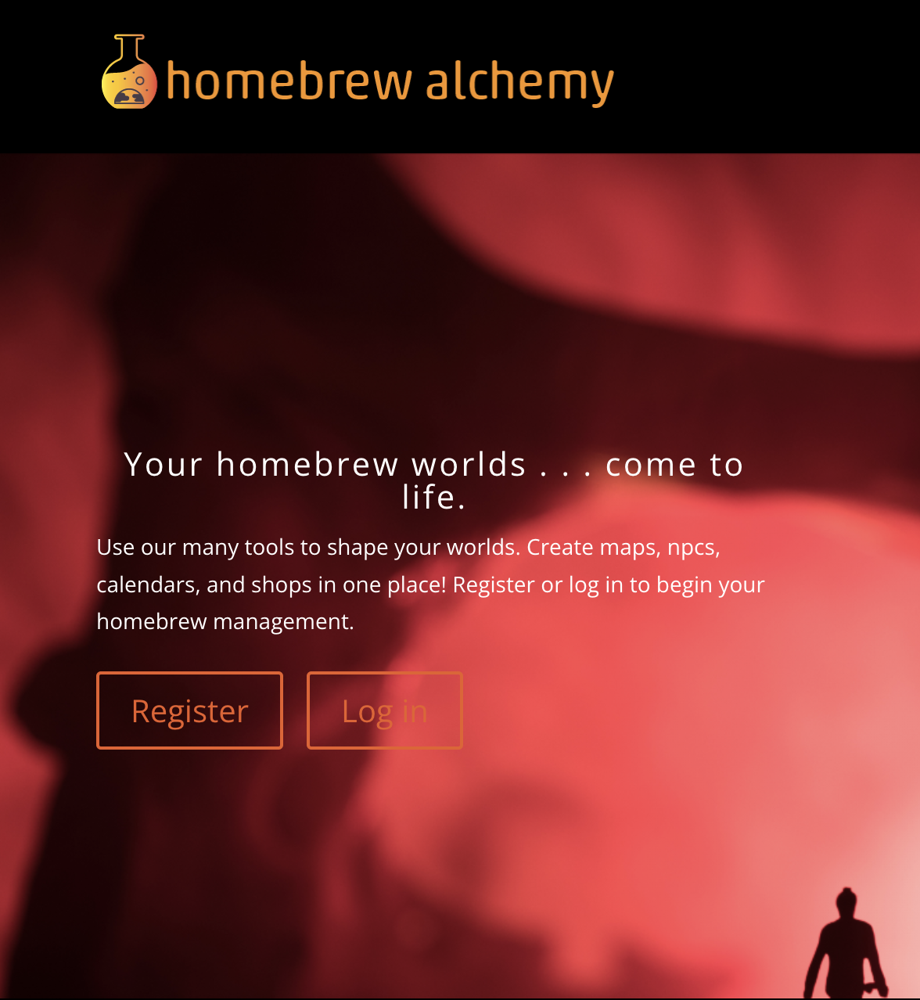 homebrew alchemy
Your homebrew worlds . . . come to
life.
Use our many tools to shape your worlds. Create maps, npcs,
calendars, and shops in one place! Register or log in to begin your
homebrew management.
Register
Log in